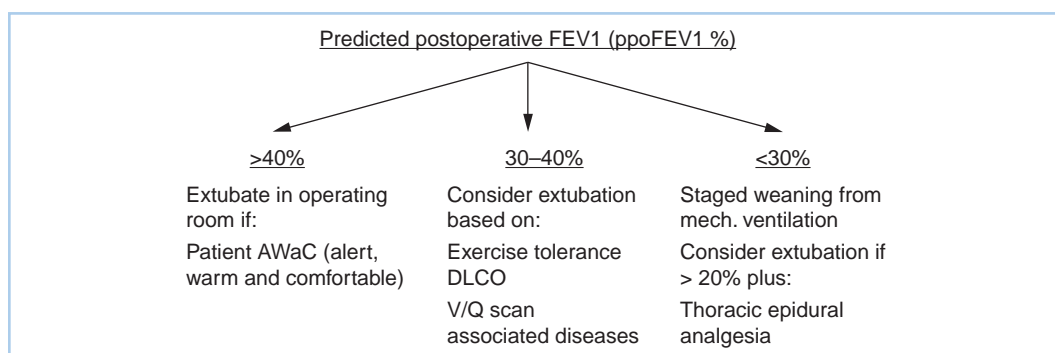 Predicted postoperative FEV1 (ppoFEV1 %)
>40%
Extubate in operating
room if:
Patient AWaC (alert,
warm and comfortable)
30–40%
Consider extubation
based on:
Exercise tolerance
DLCO
V/Q scan
associated diseases
<30%
Staged weaning from
mech. ventilation
Consider extubation if
> 20% plus:
Thoracic epidural
analgesia